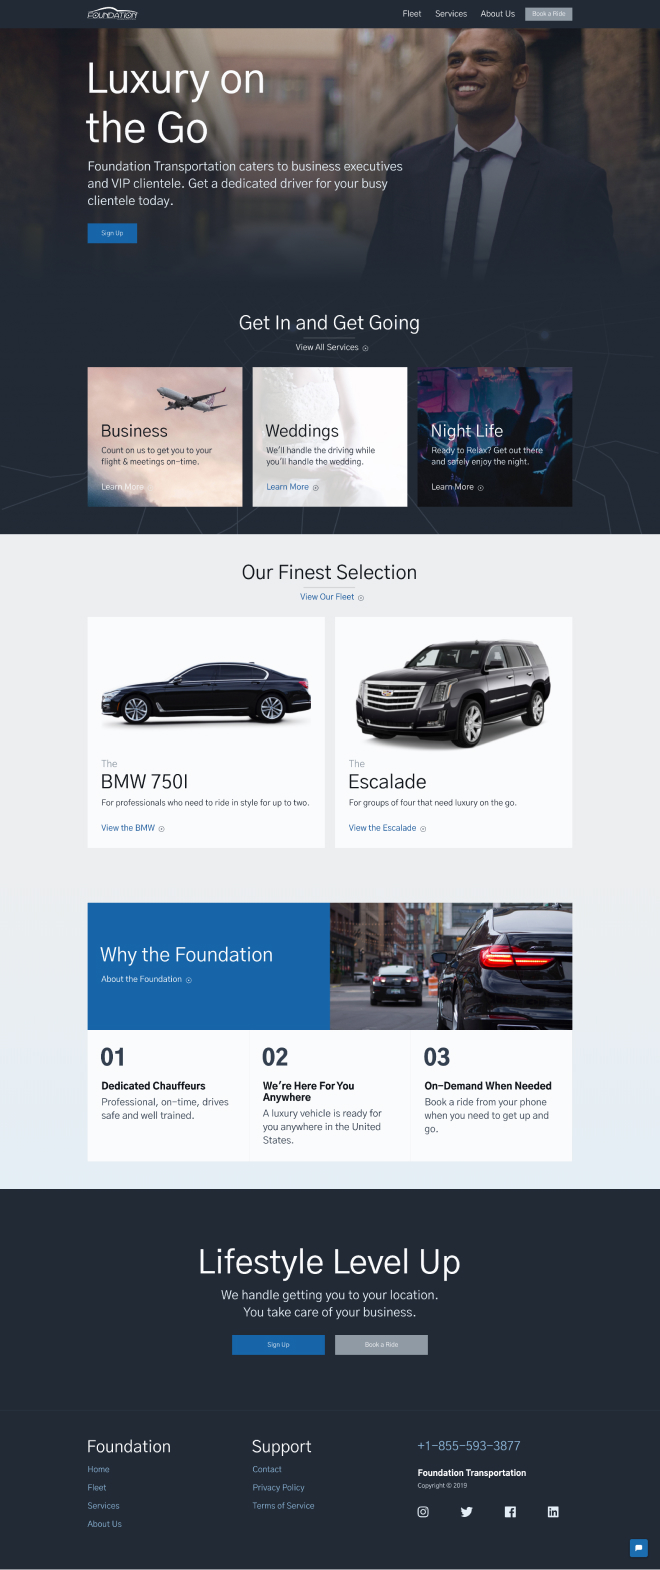 FOUNDATION
Fleet Services About Us Book a Ride
Luxury on
the Go
Foundation Transportation caters to business executives
and VIP clientele. Get a dedicated driver for your busy
clientele today.
Sign Up
Get In and Get Going
View All Services
Business
Count on us to get you to your
flight & meetings on-time.
Learn More
Weddings
We'll handle the driving while
you'll handle the wedding.
Learn More
Night Life
Ready to Relax? Get out there
and safely enjoy the night.
Learn More
Our Finest Selection
View Our Fleet
The
BMW 750I
For professionals who need to ride in style for up to two.
View the BMW
The
Escalade
For groups of four that need luxury on the go.
View the Escalade
Why the Foundation
About the Foundation
01
Dedicated Chauffeurs
Professional, on-time, drives
safe and well trained.
02
We're Here For You
Anywhere
A luxury vehicle is ready for
you anywhere in the United
States.
03
On-Demand When Needed
Book a ride from your phone
when you need to get up and
go.
Lifestyle Level Up
We handle getting you to your location.
You take care of your business.
Sign Up
Book a Ride
Foundation
Home
Fleet
Services
About Us
Support
Contact
Privacy Policy
Terms of Service
+1-855-593-3877
Foundation Transportation
Copyright © 2019